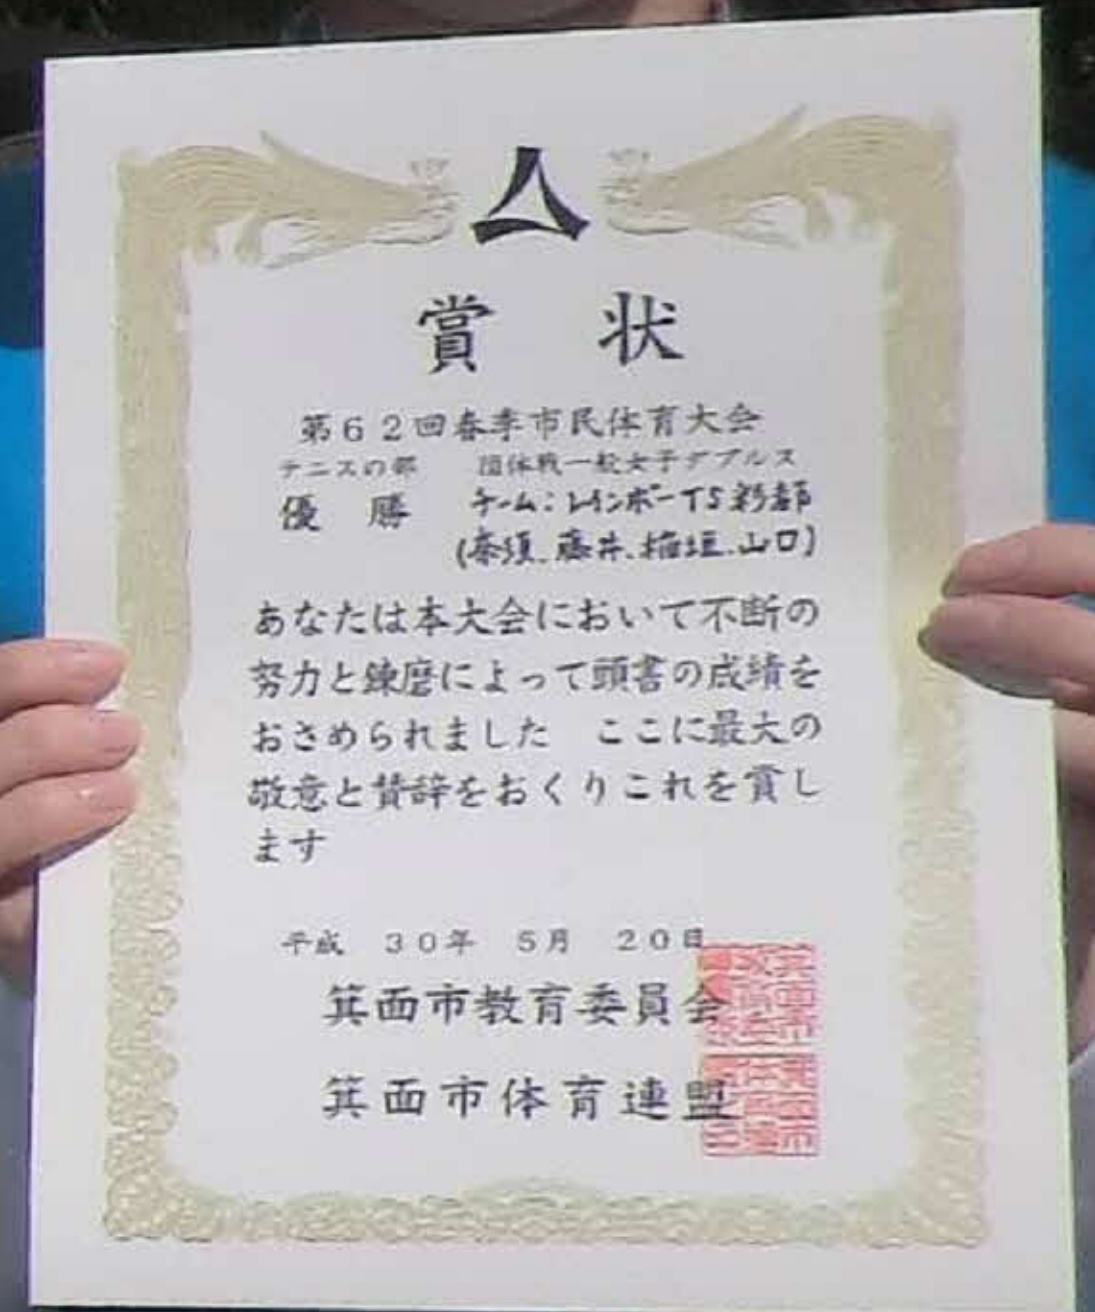 賞 状
第62回春季市民体育大会
テニスの部 団体戦一般女子ダブルス
優 勝 チーム:レインボーTS彩都
(奈須、藤井、稲垣、山口)
あなたは本大会において不断の
努力と錬磨によって頭書の成績を
おさめられました ここに最大の
敬意と賛辞をおくりこれを賞し
ます
平成 30年 5月 20日
箕面市教育委員会
箕面市体育連盟